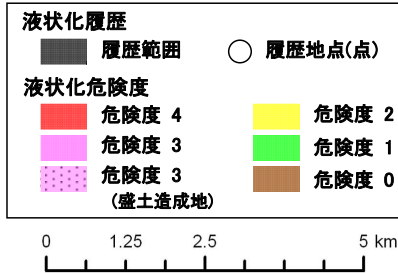 液状化履歴
履歴範囲 履歴地点(点)
液状化危険度
危険度 4 危険度 2
危険度 3 危険度 1
危険度 3 危険度 0
(盛土造成地)
0 1.25 2.5 5 km